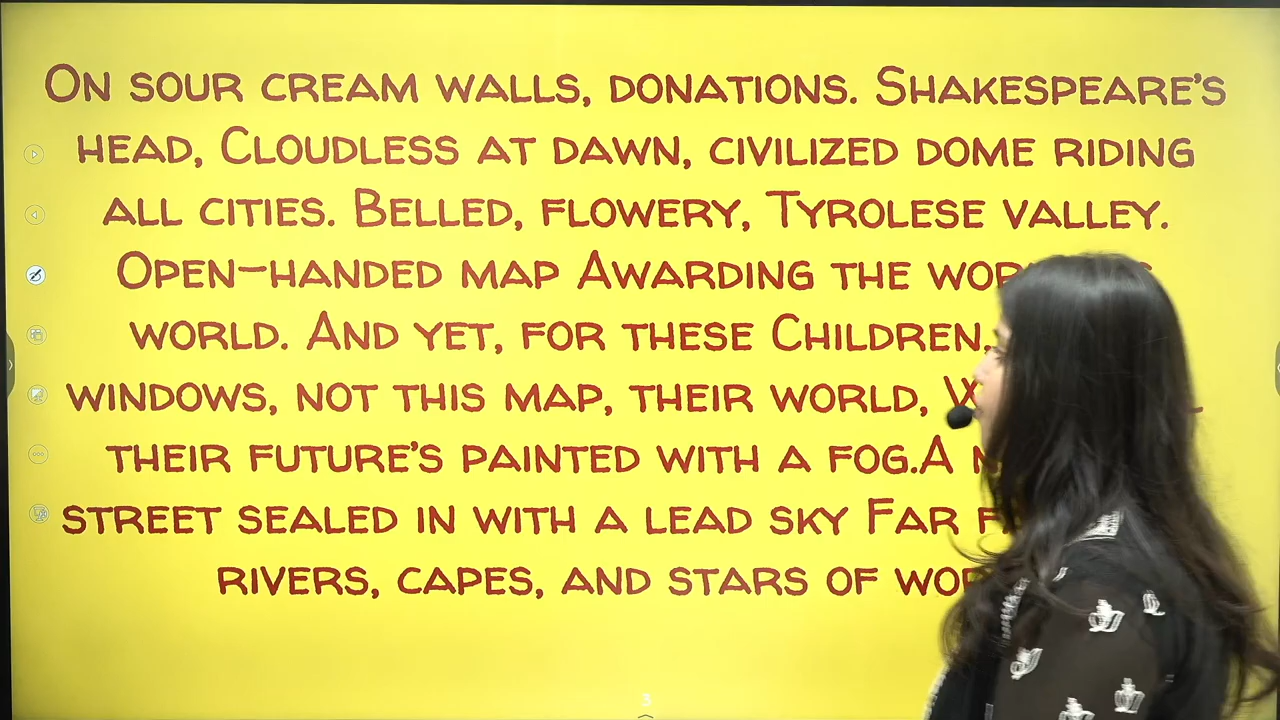 On sour cream walls, donations. Shakespeare's
head, Cloudless at dawn, civilized dome riding
all cities. Belled, flowery, Tyrolese valley.
Open-handed map Awarding the
world. And yet, for these Children,
windows, not this map, their world,
their future's painted with a fog.A
street sealed in with a lead sky Far
rivers, capes, and stars of
3